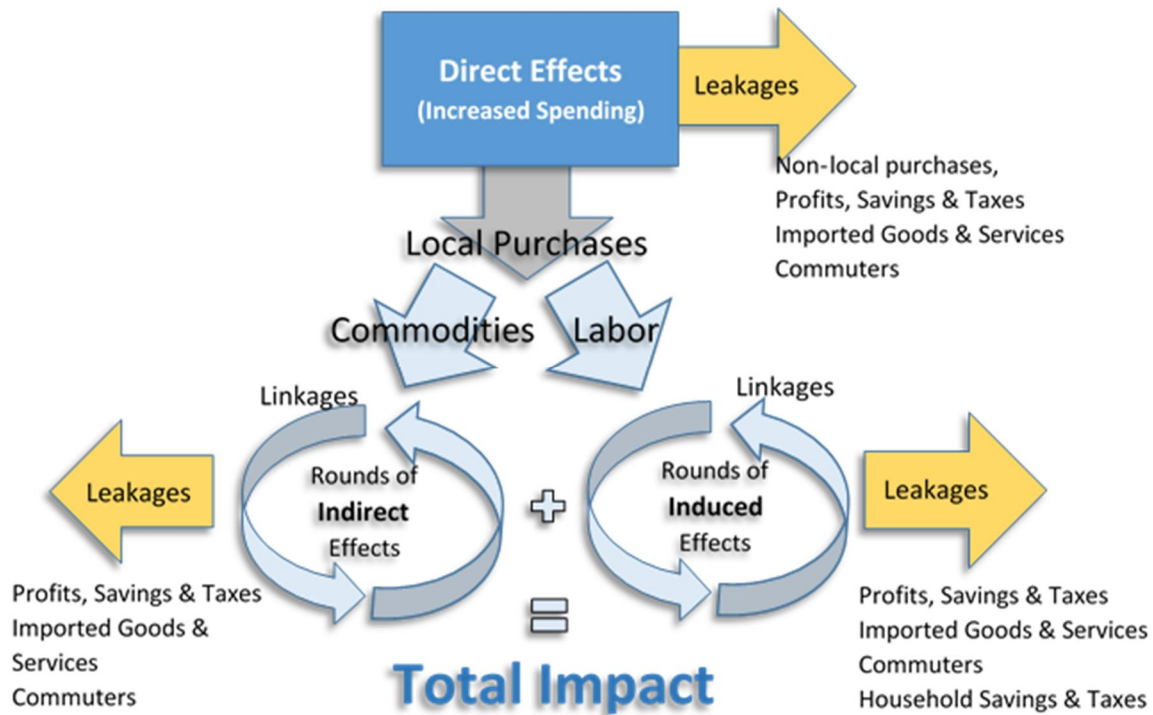 Direct Effects
(Increased Spending)
Leakages
Non-local purchases,
Profits, Savings & Taxes
Imported Goods & Services
Commuters
Local Purchases
Commodities
Labor
Linkages
Linkages
Leakages
Rounds of
Indirect
Effects
Rounds of
Induced
Effects
Leakages
Profits, Savings & Taxes
Imported Goods &
Services
Commuters
Profits, Savings & Taxes
Imported Goods & Services
Commuters
Household Savings & Taxes
Total Impact